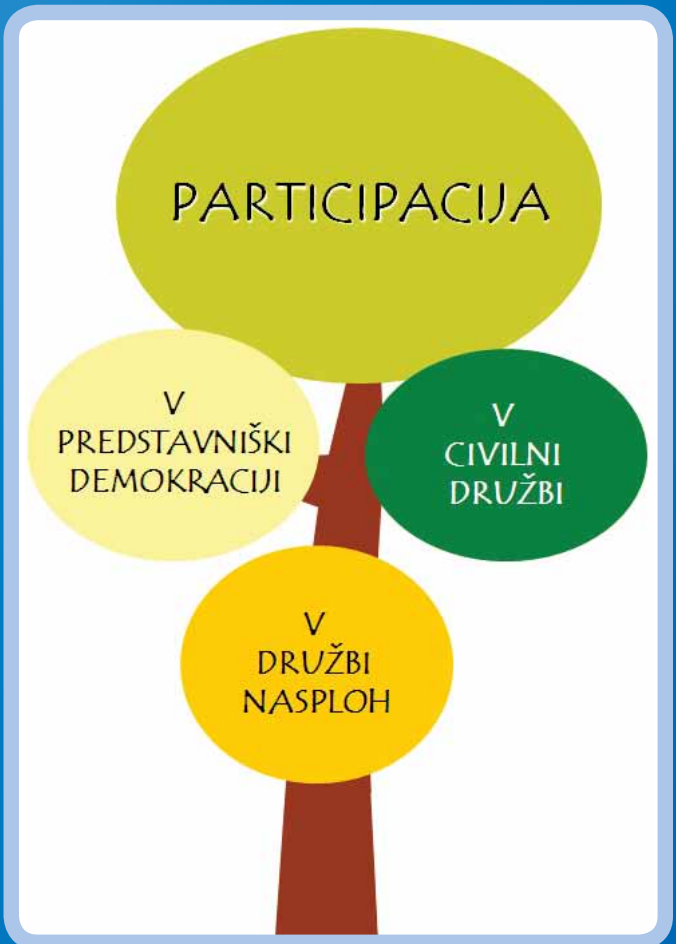 PARTICIPACIJA
V
PREDSTAVNIŠKI
DEMOKRACIJI
V
CIVILNI
DRUŽBI
V
DRUŽBI
NASPLOH